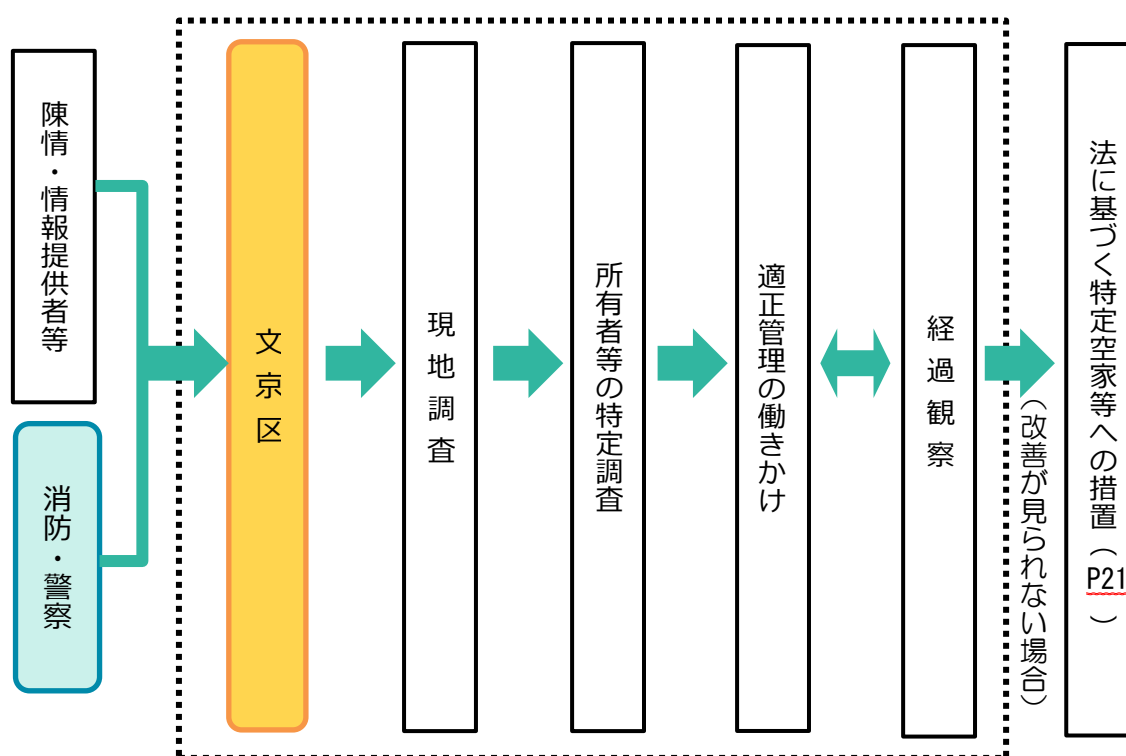 陳情・情報提供者等
消防・警察
文京区
現地調査
所有者等の特定調査
適正管理の働きかけ
経過観察
（改善が見られない場合）
法に基づく特定空家等への措置（P21）